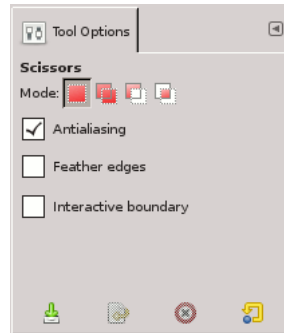 Tool Options
Scissors
Mode:
Antialiasing
Feather edges
Interactive boundary